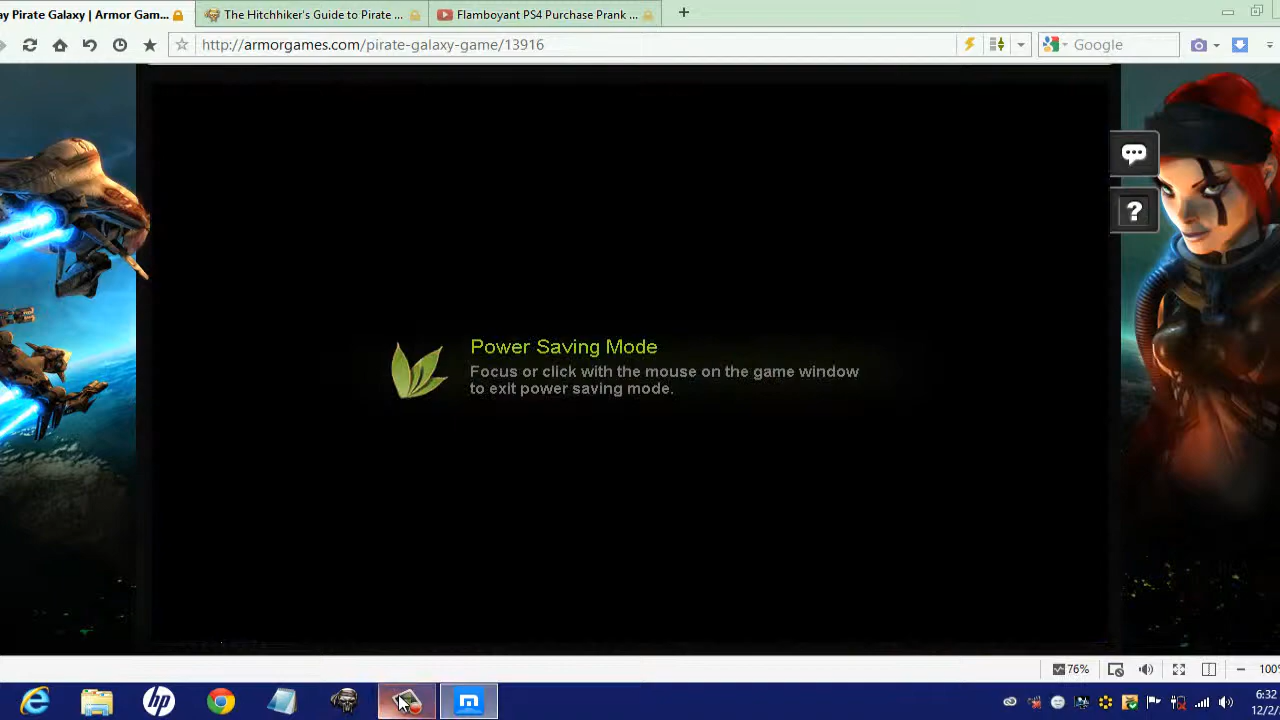 ay Pirate Galaxy | Armor Gam...
The Hitchhiker's Guide to Pirate ...
Flamboyant PS4 Purchase Prank ...
http://armorgames.com/pirate-galaxy-game/13916
Google
?
Power Saving Mode
Focus or click with the mouse on the game window
to exit power saving mode.
76%
100%
hp
6:32
12/2/